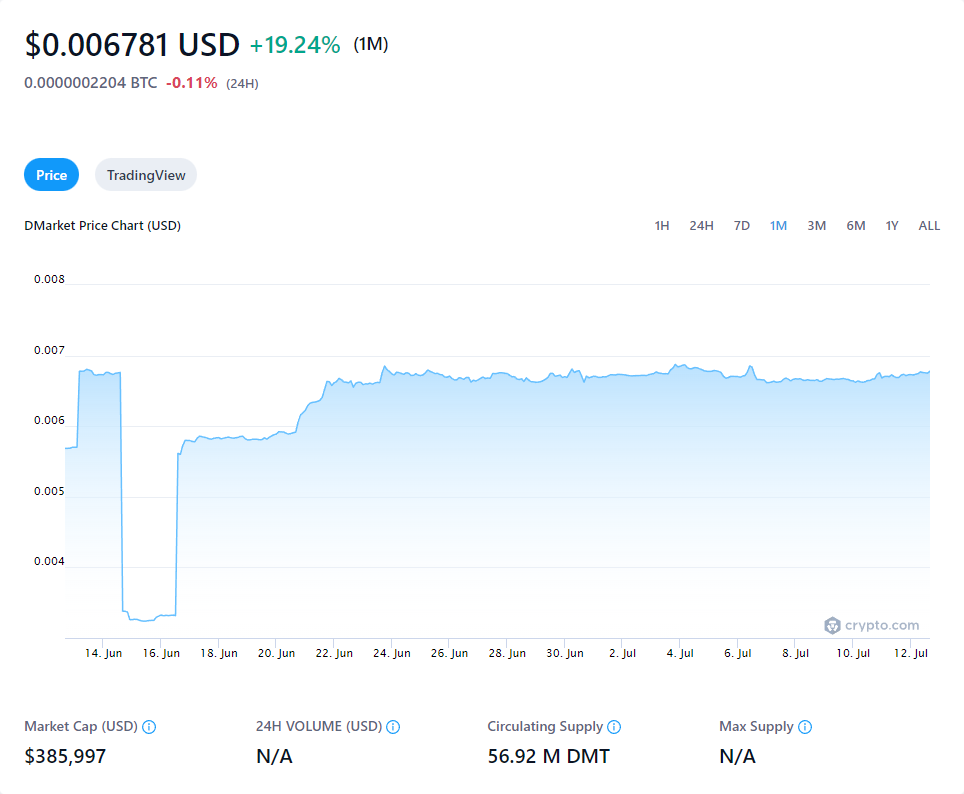 $0.006781 USD +19.24% (1M)
0.0000002204 BTC -0.11% (24H)
Price TradingView
DMarket Price Chart (USD) 1H 24H 7D 1M 3M 6M 1Y ALL
0.008
0.007
0.006
0.005
0.004
crypto.com
14. Jun 16. Jun 18. Jun 20. Jun 22. Jun 24. Jun 26. Jun 28. Jun 30. Jun 2. Jul 4. Jul 6. Jul 8. Jul 10. Jul 12. Jul
Market Cap (USD) 24H VOLUME (USD) Circulating Supply Max Supply
$385,997 N/A 56.92 M DMT N/A